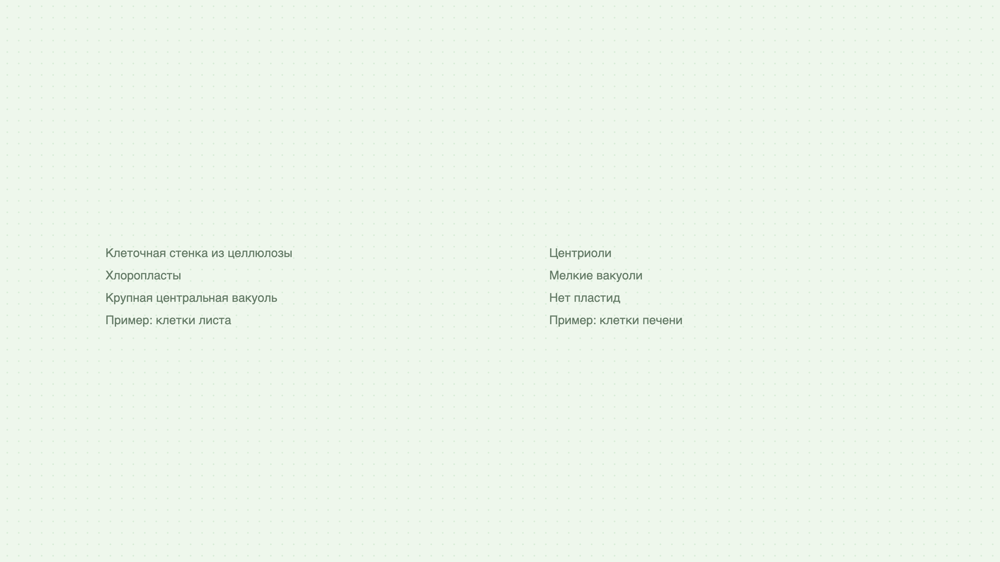 Клеточная стенка из целлюлозы
Хлоропласты
Крупная центральная вакуоль
Пример: клетки листа
Центриоли
Мелкие вакуоли
Нет пластид
Пример: клетки печени